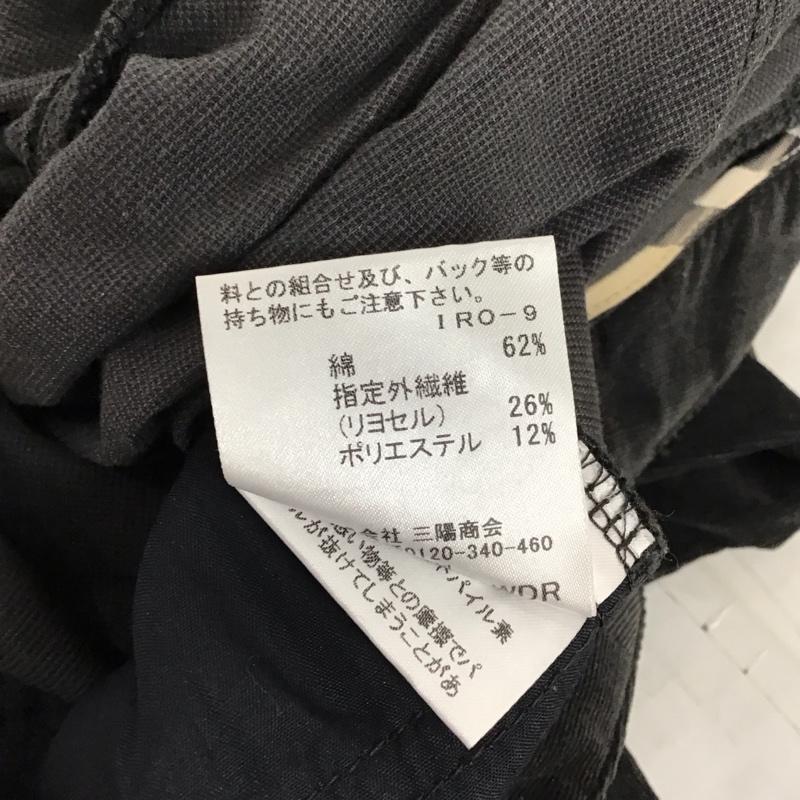 料との組合せ及び、バック等の
持ち物にもご注意下さい。
IRO-9
綿 62%
指定外繊維
(リヨセル) 26%
ポリエステル 12%
会社 三陽商会
0120-340-460
WDR
パイル素
い物等との摩擦でパ
ルが抜けてしまうことがあ